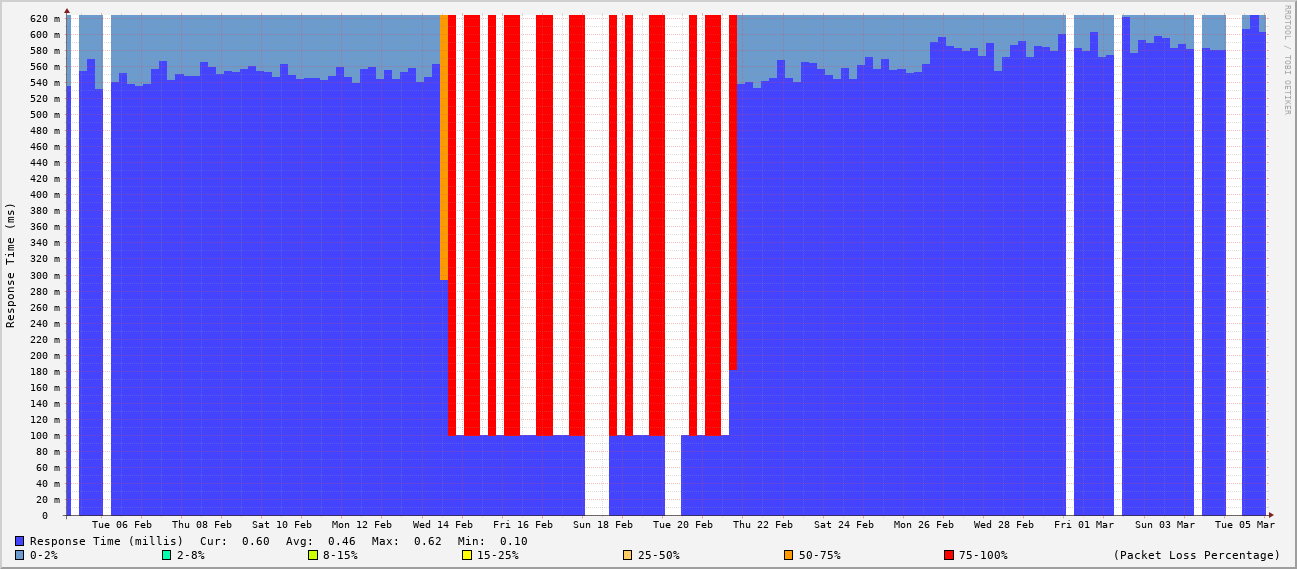 RRDTOOL / TOBI OETIKER
Response Time (ms)
620 m
600 m
580 m
560 m
540 m
520 m
500 m
480 m
460 m
440 m
420 m
400 m
380 m
360 m
340 m
320 m
300 m
280 m
260 m
240 m
220 m
200 m
180 m
160 m
140 m
120 m
100 m
80 m
60 m
40 m
20 m
0
Tue 06 Feb Thu 08 Feb Sat 10 Feb Mon 12 Feb Wed 14 Feb Fri 16 Feb Sun 18 Feb Tue 20 Feb Thu 22 Feb Sat 24 Feb Mon 26 Feb Wed 28 Feb Fri 01 Mar Sun 03 Mar Tue 05 Mar
Response Time (millis) Cur: 0.60 Avg: 0.46 Max: 0.62 Min: 0.10
0-2% 2-8% 8-15% 15-25% 25-50% 50-75% 75-100% (Packet Loss Percentage)